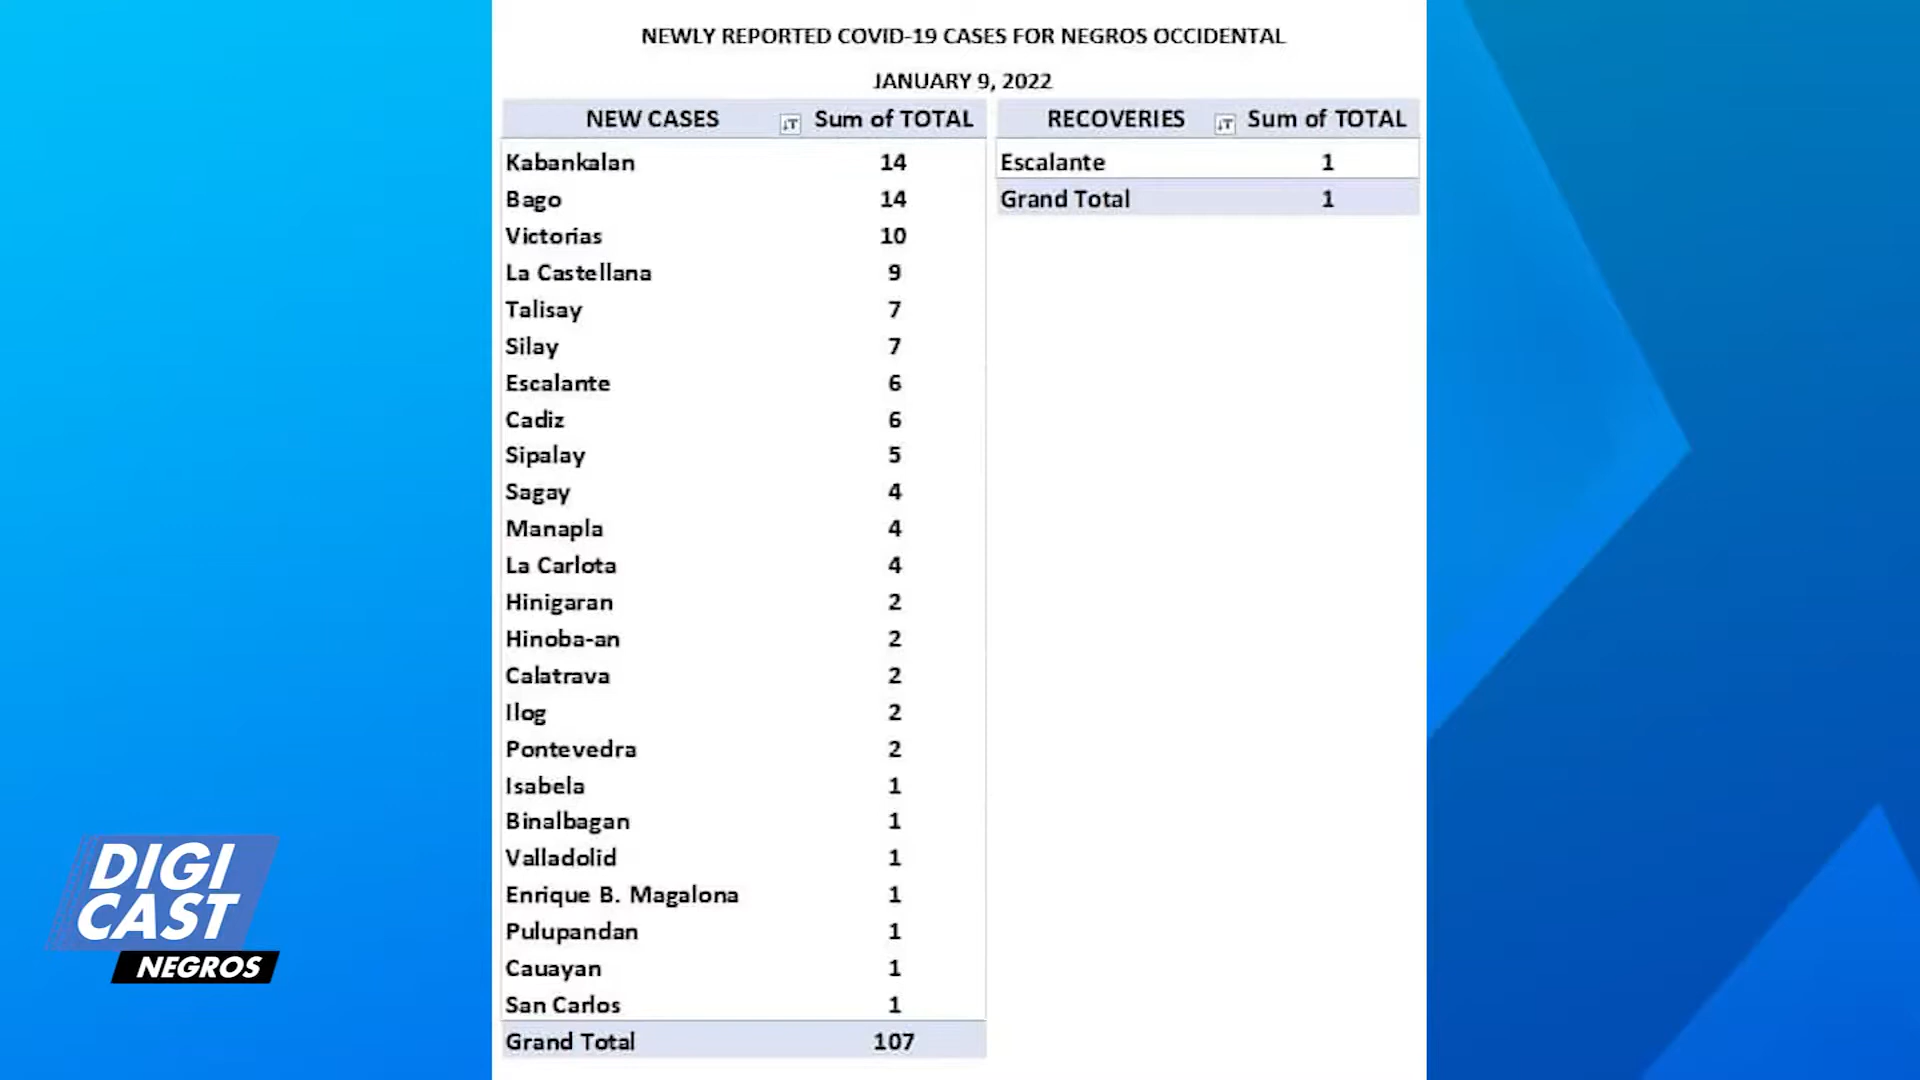 NEWLY REPORTED COVID-19 CASES FOR NEGROS OCCIDENTAL
JANUARY 9, 2022
NEW CASES Sum of TOTAL RECOVERIES Sum of TOTAL
Kabankalan 14 Escalante 1
Bago 14 Grand Total 1
Victorias 10
La Castellana 9
Talisay 7
Silay 7
Escalante 6
Cadiz 6
Sipalay 5
Sagay 4
Manapla 4
La Carlota 4
Hinigaran 2
Hinoba-an 2
Calatrava 2
Ilog 2
Pontevedra 2
Isabela 1
Binalbagan 1
Valladolid 1
Enrique B. Magalona 1
Pulupandan 1
Cauayan 1
San Carlos 1
Grand Total 107
DIGI
CAST
NEGROS